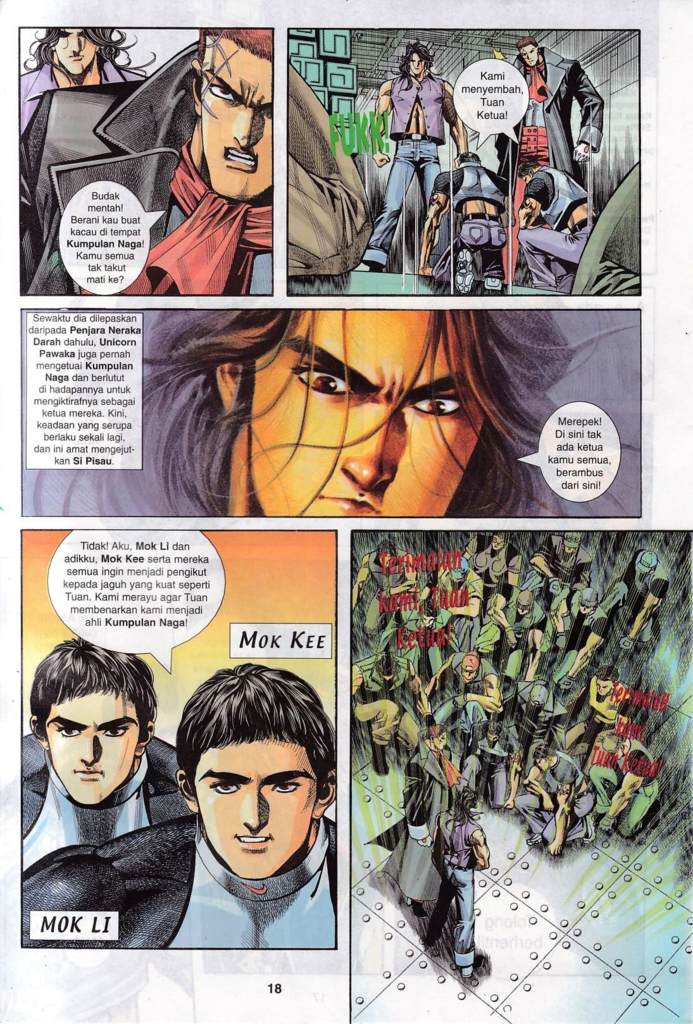 Budak
mentah!
Berani kau buat
kacau di tempat
Kumpulan Naga!
Kamu semua
tak takut
mati ke?
FUKK!
Kami
menyembah,
Tuan
Ketua!
Sewaktu dia dilepaskan
daripada Penjara Neraka
Darah dahulu, Unicorn
Pawaka juga pernah
mengetuai Kumpulan
Naga dan berlutut
di hadapannya untuk
mengiktirafnya sebagai
ketua mereka. Kini,
keadaan yang serupa
berlaku sekali lagi,
dan ini amat mengejut-
kan Si Pisau.
Merepek!
Di sini tak
ada ketua
kamu semua,
berambus
dari sini!
Tidak! Aku, Mok Li dan
adikku, Mok Kee serta mereka
semua ingin menjadi pengikut
kepada jaguh yang kuat seperti
Tuan. Kami merayu agar Tuan
membenarkan kami menjadi
ahli Kumpulan Naga!
MOK KEE
MOK LI
Terimalah
kami, Tuan
Ketua!
Terimalah
kami,
Tuan
Ketua!
18